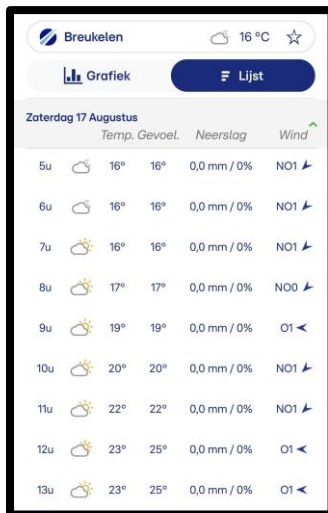 Breukelen 16 °C
Grafiek Lijst
Zaterdag 17 Augustus
Temp. Gevoel. Neerslag Wind
5u 16° 16° 0,0 mm / 0% NO1
6u 16° 16° 0,0 mm / 0% NO1
7u 16° 16° 0,0 mm / 0% NO1
8u 17° 17° 0,0 mm / 0% NO0
9u 19° 19° 0,0 mm / 0% O1
10u 20° 20° 0,0 mm / 0% NO1
11u 22° 22° 0,0 mm / 0% NO1
12u 23° 25° 0,0 mm / 0% O1
13u 23° 25° 0,0 mm / 0% O1